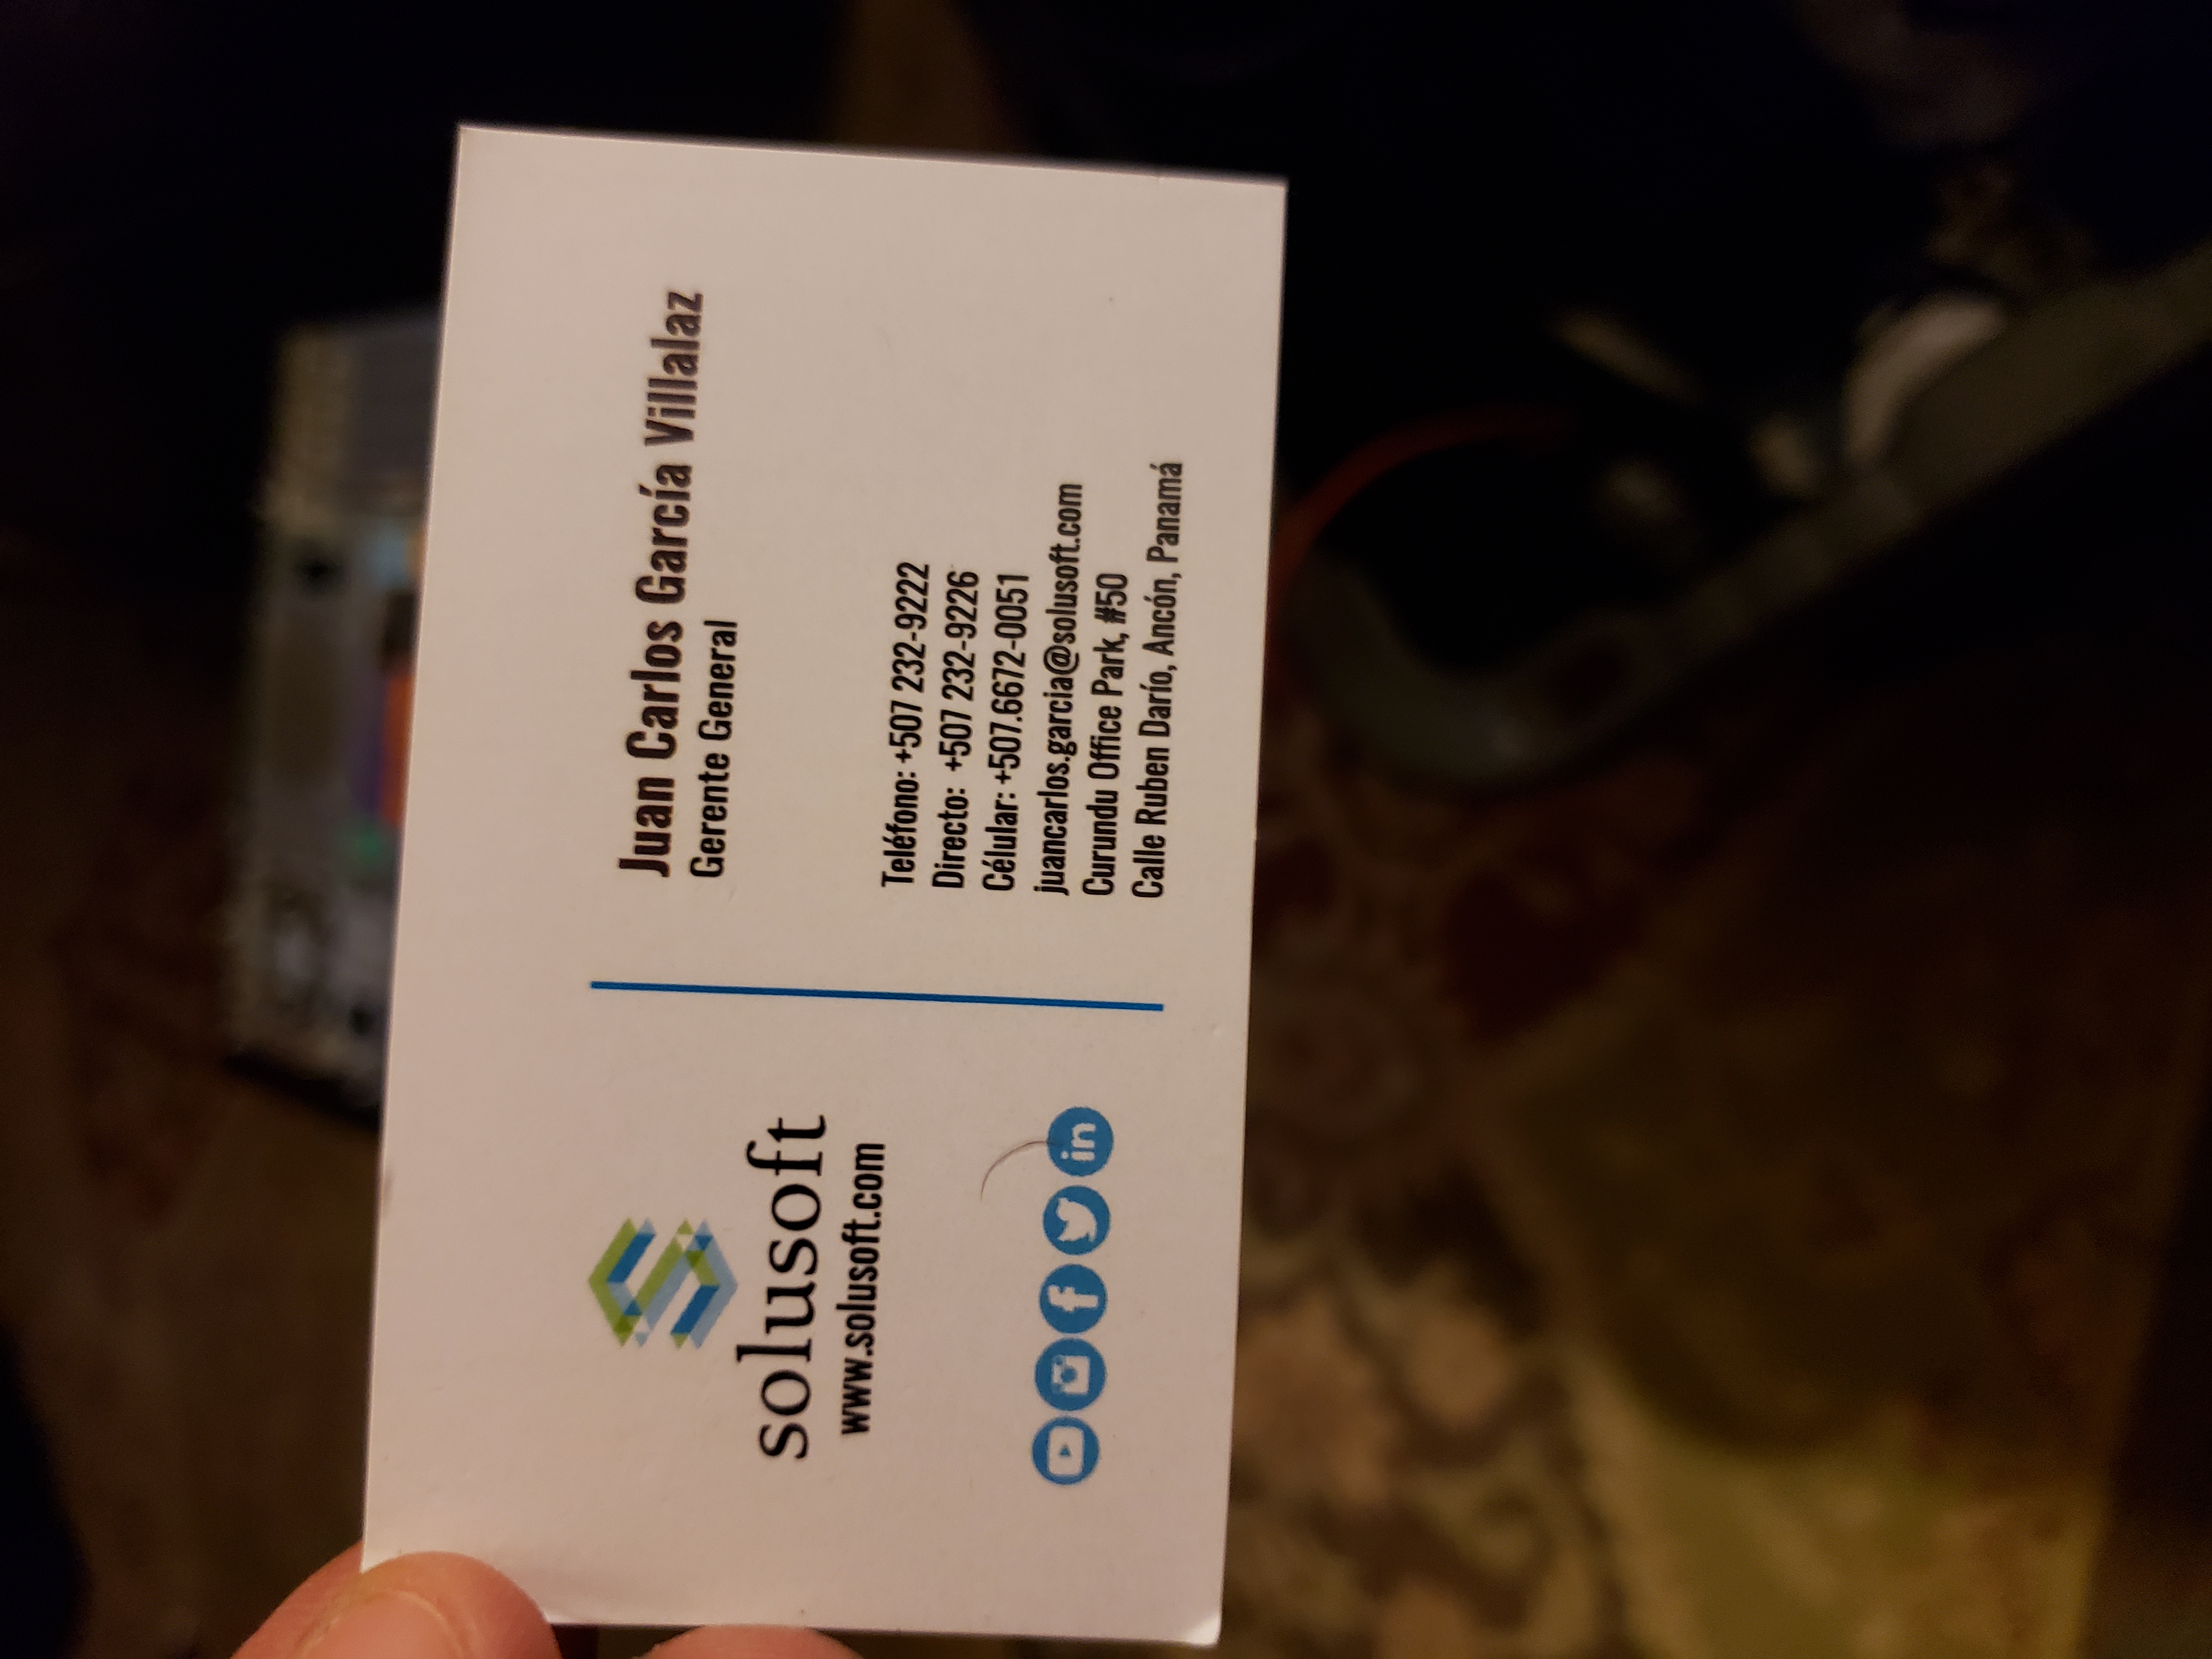 solusoft
www.solusoft.com
in
Juan Carlos García Villalaz
Gerente General
Teléfono: +507 232-9222
Directo: +507 232-9226
Célular: +507.6672-0051
juancarlos.garcia@solusoft.com
Curundu Office Park, #50
Calle Ruben Darío, Ancón, Panamá